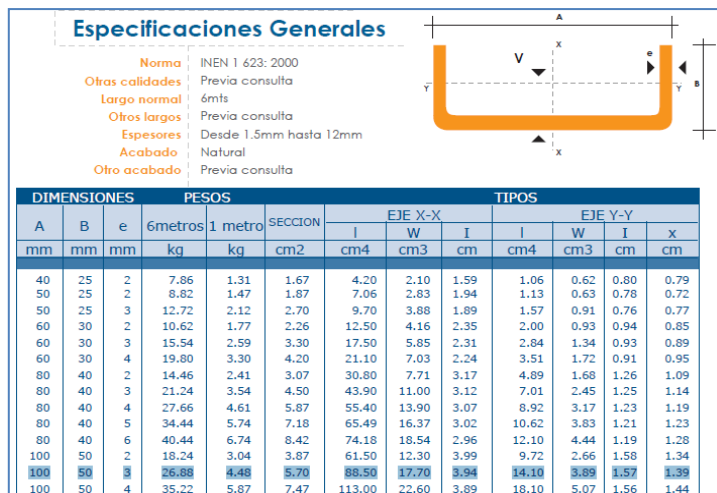 Especificaciones Generales
Norma INEN 1 623: 2000
Otras calidades Previa consulta
Largo normal 6mts
Otros largos Previa consulta
Espesores Desde 1.5mm hasta 12mm
Acabado Natural
Otro acabado Previa consulta
A
X
V
e
B
Y
Y
X
DIMENSIONES PESOS TIPOS
A B e 6metros 1 metro SECCION EJE X-X EJE Y-Y
I W I I W I x
mm mm mm kg kg cm2 cm4 cm3 cm cm4 cm3 cm cm
40 25 2 7.86 1.31 1.67 4.20 2.10 1.59 1.06 0.62 0.80 0.79
50 25 2 8.82 1.47 1.87 7.06 2.83 1.94 1.13 0.63 0.78 0.72
50 25 3 12.72 2.12 2.70 9.70 3.88 1.89 1.57 0.91 0.76 0.77
60 30 2 10.62 1.77 2.26 12.50 4.16 2.35 2.00 0.93 0.94 0.85
60 30 3 15.54 2.59 3.30 17.50 5.85 2.31 2.84 1.34 0.93 0.89
60 30 4 19.80 3.30 4.20 21.10 7.03 2.24 3.51 1.72 0.91 0.95
80 40 2 14.46 2.41 3.07 30.80 7.71 3.17 4.89 1.68 1.26 1.09
80 40 3 21.24 3.54 4.50 43.90 11.00 3.12 7.01 2.45 1.25 1.14
80 40 4 27.66 4.61 5.87 55.40 13.90 3.07 8.92 3.17 1.23 1.19
80 40 5 34.44 5.74 7.18 65.49 16.37 3.02 10.62 3.83 1.21 1.23
80 40 6 40.44 6.74 8.42 74.18 18.54 2.96 12.10 4.44 1.19 1.28
100 50 2 18.24 3.04 3.87 61.50 12.30 3.99 9.72 2.66 1.58 1.34
100 50 3 26.88 4.48 5.70 88.50 17.70 3.94 14.10 3.89 1.57 1.39
100 50 4 35.22 5.87 7.47 113.00 22.60 3.89 18.10 5.07 1.56 1.44